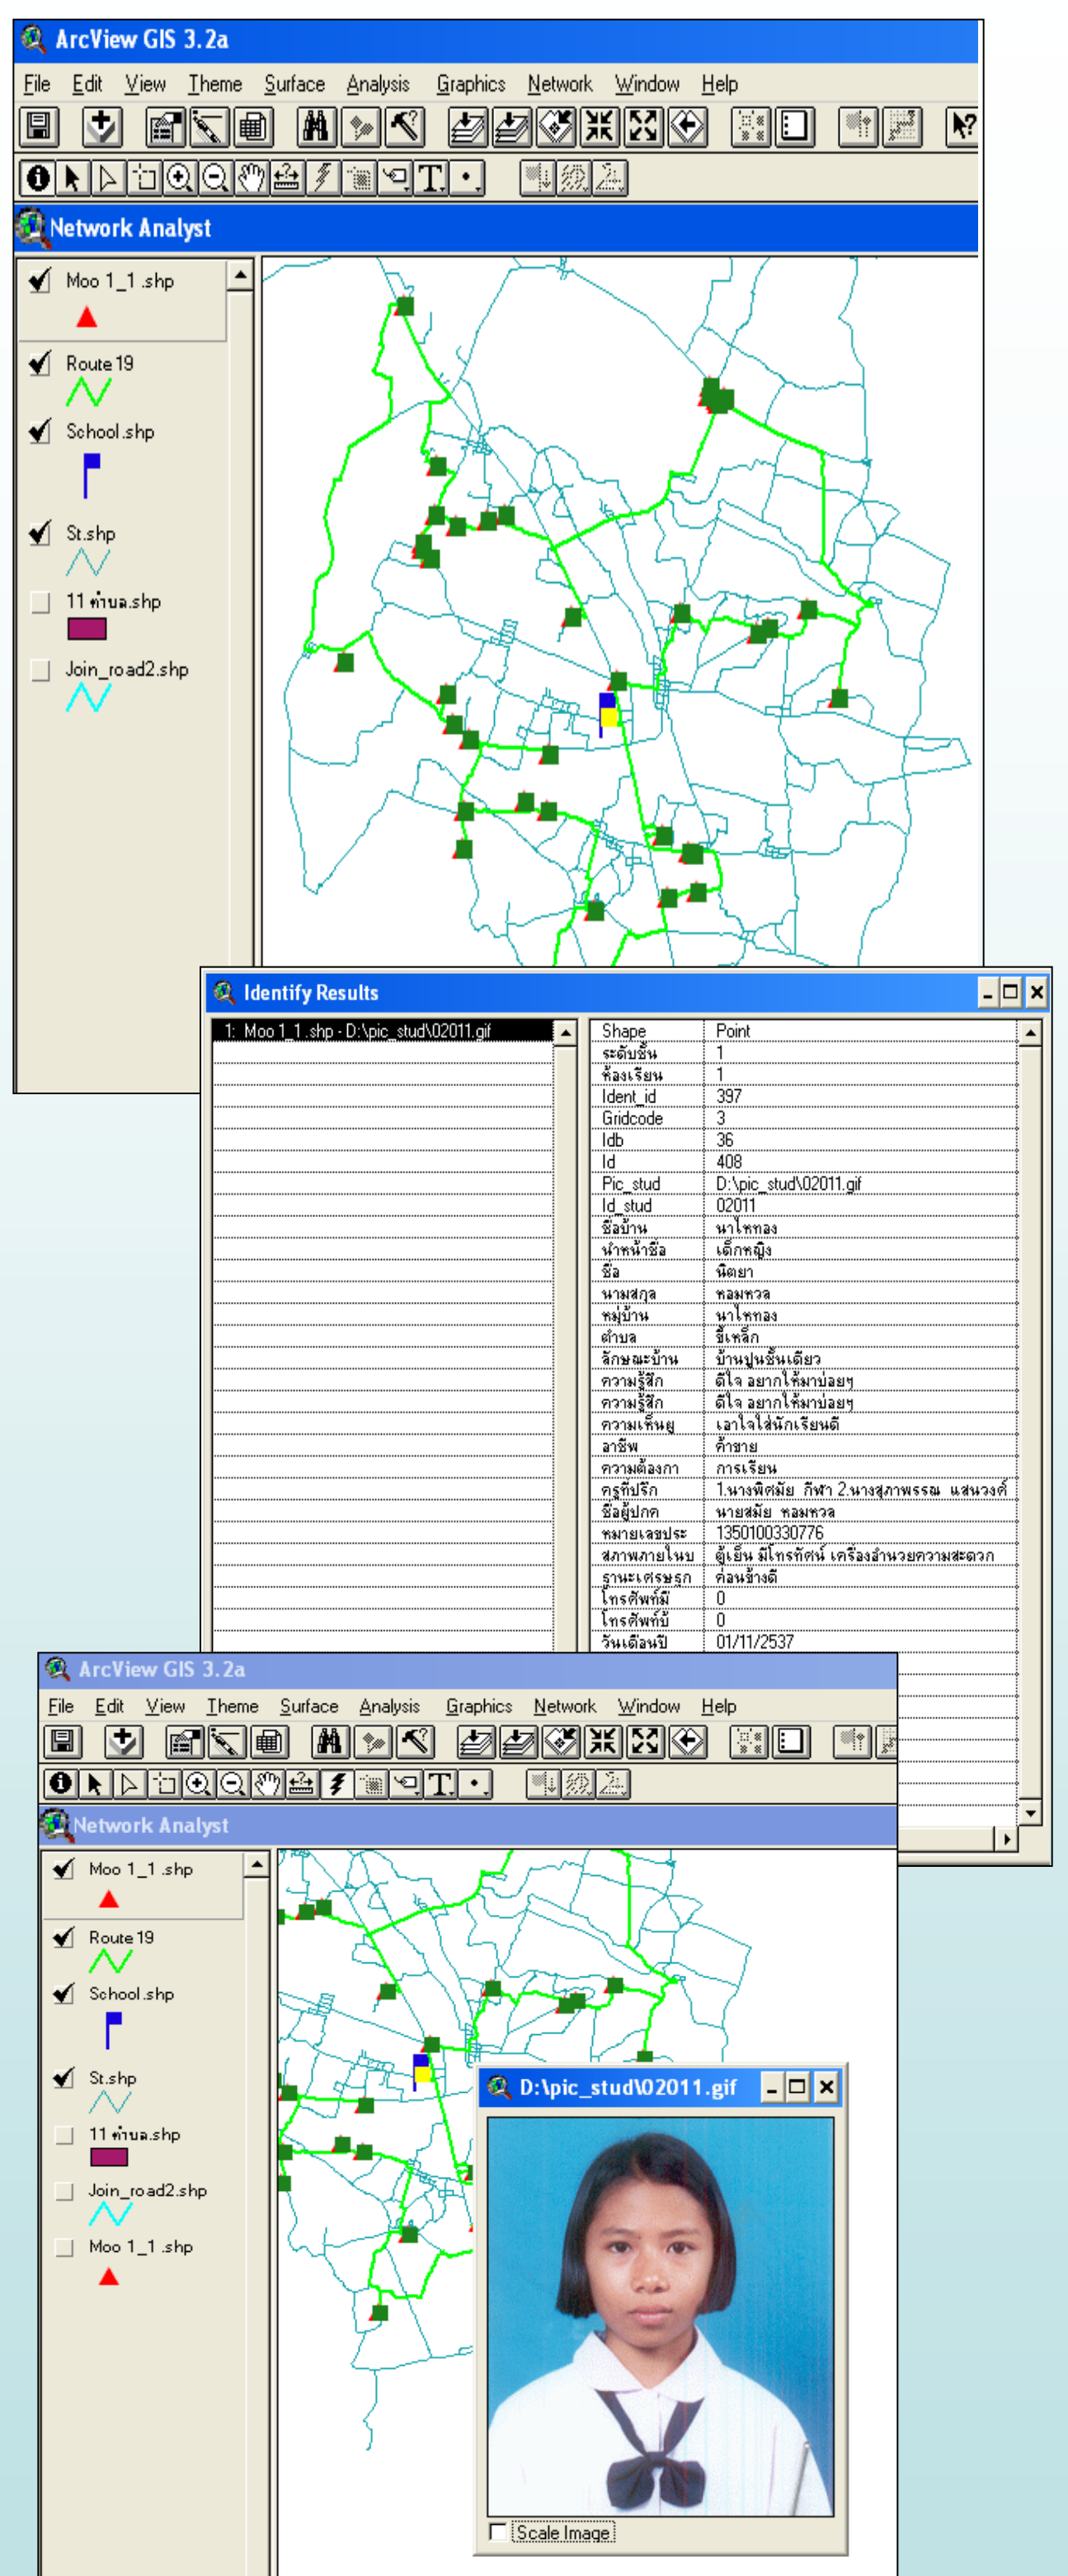 ArcView GIS 3.2a
File Edit View Theme Surface Analysis Graphics Network Window Help
Network Analyst
Moo 1_1 .shp
Route 19
School.shp
St.shp
11 ตำบล.shp
Join_road2.shp
Identify Results
1: Moo 1_1 .shp - D:\pic_stud\02011.gif
Shape Point
ระดับชั้น 1
ห้องเรียน 1
Ident_id 397
Gridcode 3
Idb 36
Id 408
Pic_stud D:\pic_stud\02011.gif
Id_stud 02011
ชื่อบ้าน นาไหทอง
นำหน้าชื่อ เด็กหญิง
ชื่อ นิตยา
นามสกุล หอมหวล
หมู่บ้าน นาไหทอง
ตำบล ขี้เหล็ก
ลักษณะบ้าน บ้านปูนชั้นเดียว
ความรู้สึก ดีใจ อยากให้มาบ่อยๆ
ความรู้สึก ดีใจ อยากให้มาบ่อยๆ
ความเห็นผู เอาใจใส่นักเรียนดี
อาชีพ ค้าขาย
ความต้องกา การเรียน
ครูที่ปรึก 1.นางพิศมัย กีฬา 2.นางสุภาพรรณ แสนวงค์
ชื่อผู้ปกค นายสมัย หอมหวล
หมายเลขประ 1350100330776
สภาพภายในบ ตู้เย็น มีโทรทัศน์ เครื่องอำนวยความสะดวก
ฐานะเศรษฐก ค่อนข้างดี
โทรศัพท์มื 0
โทรศัพท์บ้ 0
วันเดือนปี 01/11/2537
ArcView GIS 3.2a
File Edit View Theme Surface Analysis Graphics Network Window Help
Network Analyst
Moo 1_1 .shp
Route 19
School.shp
St.shp
11 ตำบล.shp
Join_road2.shp
Moo 1_1 .shp
D:\pic_stud\02011.gif
Scale Image